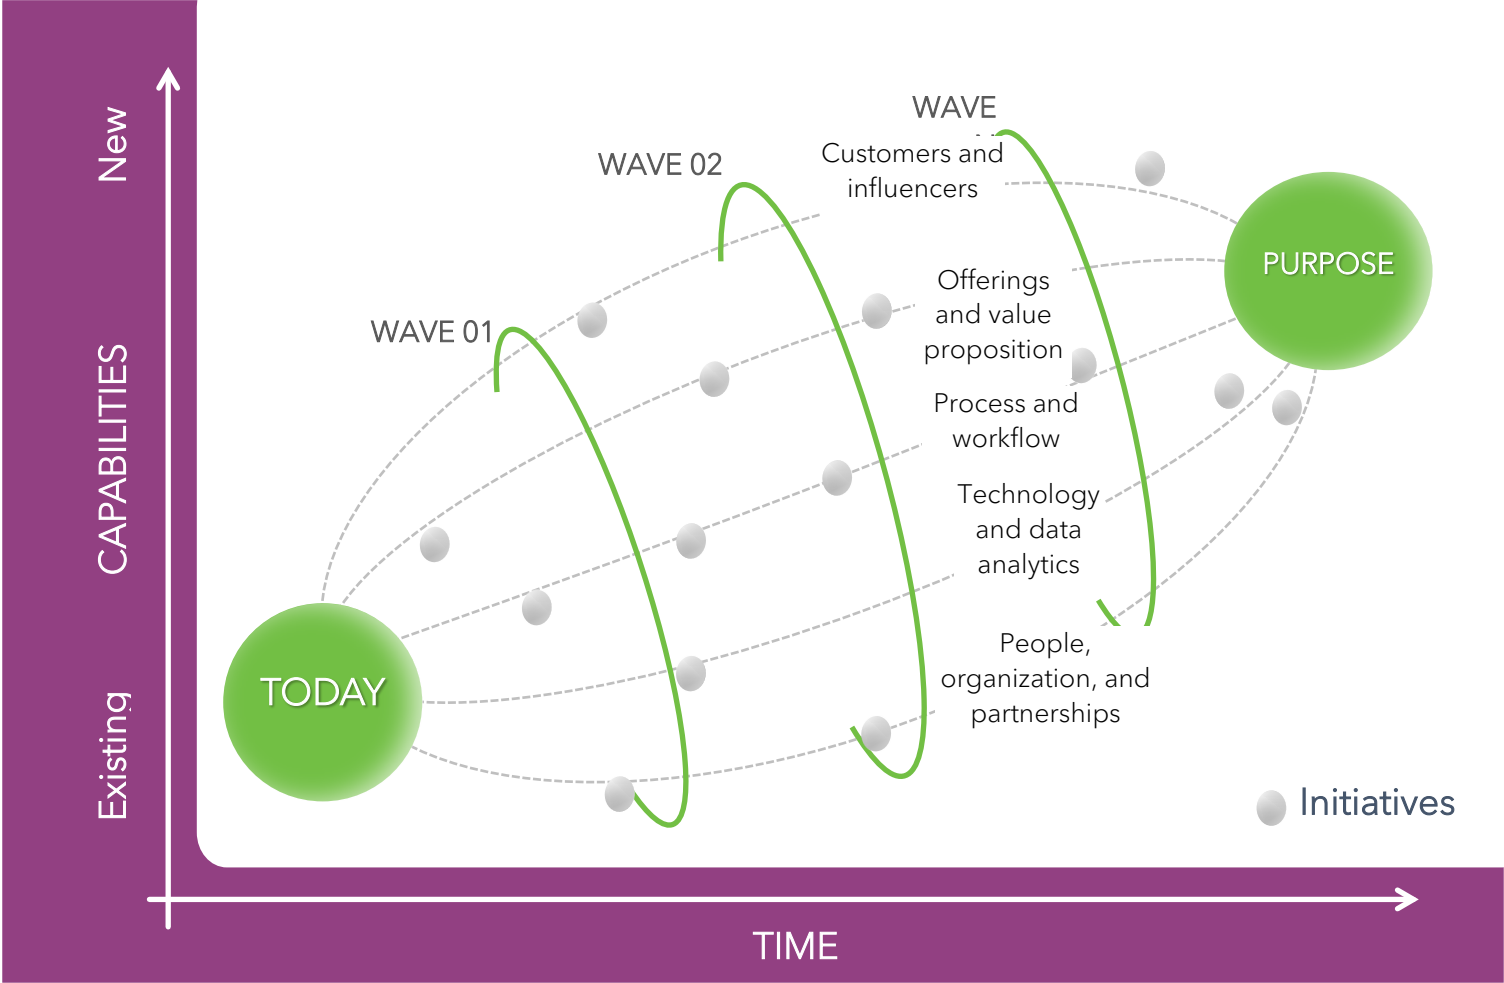 New
CAPABILITIES
Existing
WAVE
Customers and
influencers
WAVE 02
WAVE 01
Offerings
and value
proposition
PURPOSE
Process and
workflow
Technology
and data
analytics
People,
organization, and
partnerships
TODAY
Initiatives
TIME